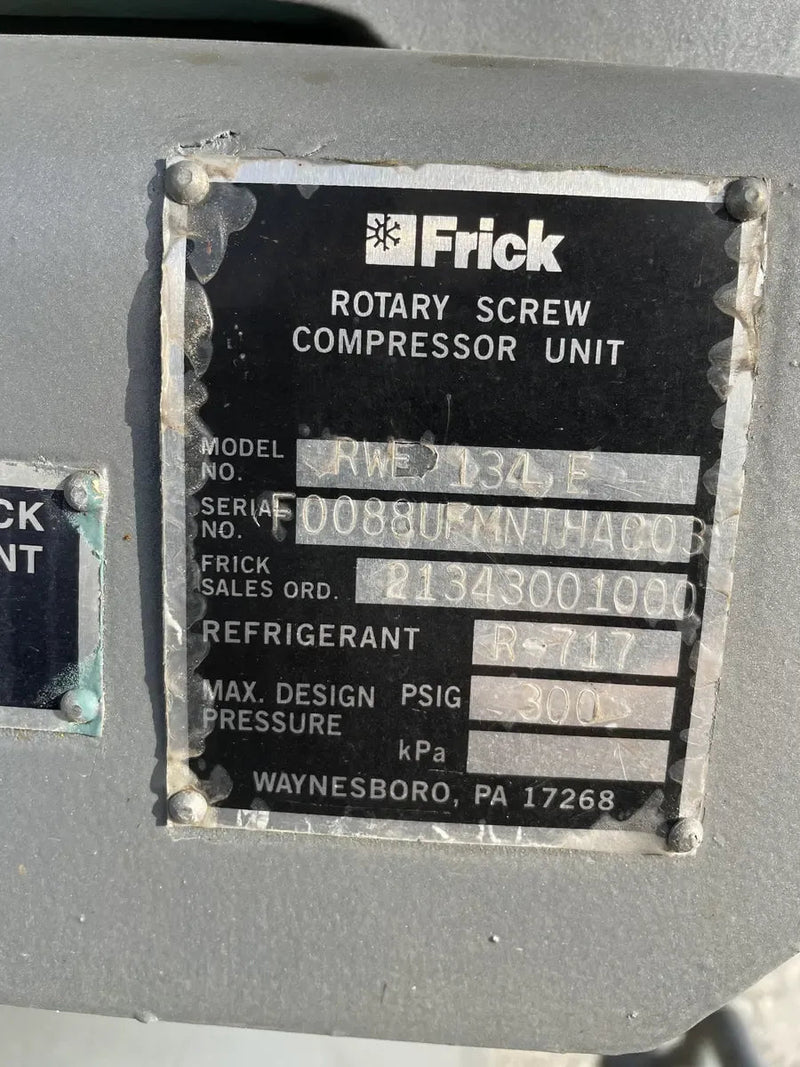 Frick
ROTARY SCREW
COMPRESSOR UNIT
MODEL NO. RWF 134 E
SERIAL NO. F0088UFMNTHAC03
FRICK SALES ORD. 21343001000
REFRIGERANT R-717
MAX. DESIGN PRESSURE PSIG 300
kPa
WAYNESBORO, PA 17268
CK
NT